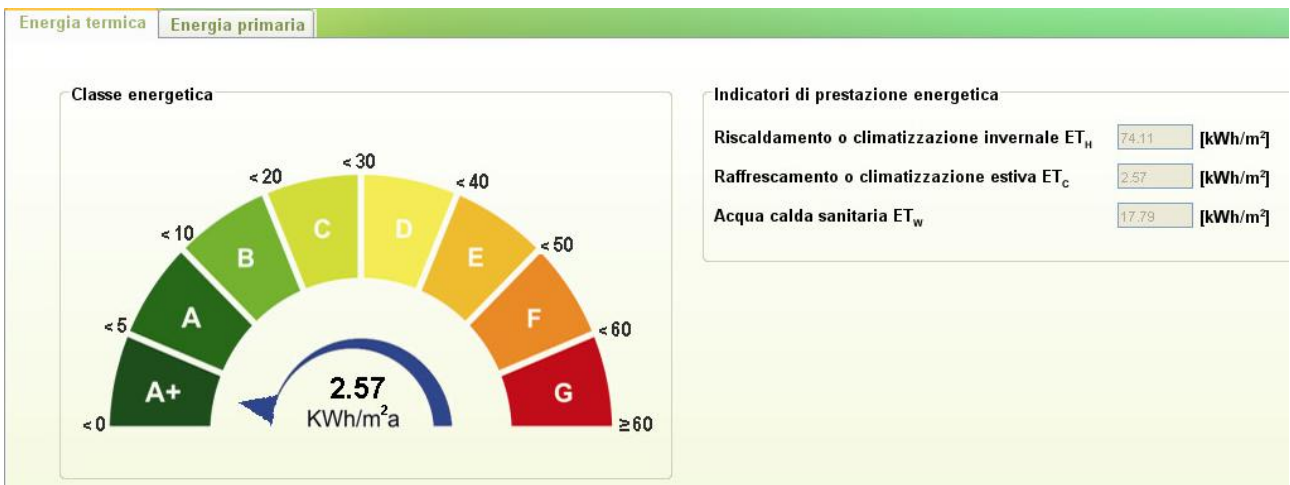 Energia termica
Energia primaria
Classe energetica
< 30
< 20
< 40
< 10
< 50
< 5
< 60
< 0
≥ 60
A+
A
B
C
D
E
F
G
2.57
KWh/m²a
Indicatori di prestazione energetica
Riscaldamento o climatizzazione invernale ETH 74.11 [kWh/m²]
Raffrescamento o climatizzazione estiva ETC 2.57 [kWh/m²]
Acqua calda sanitaria ETW 17.79 [kWh/m²]